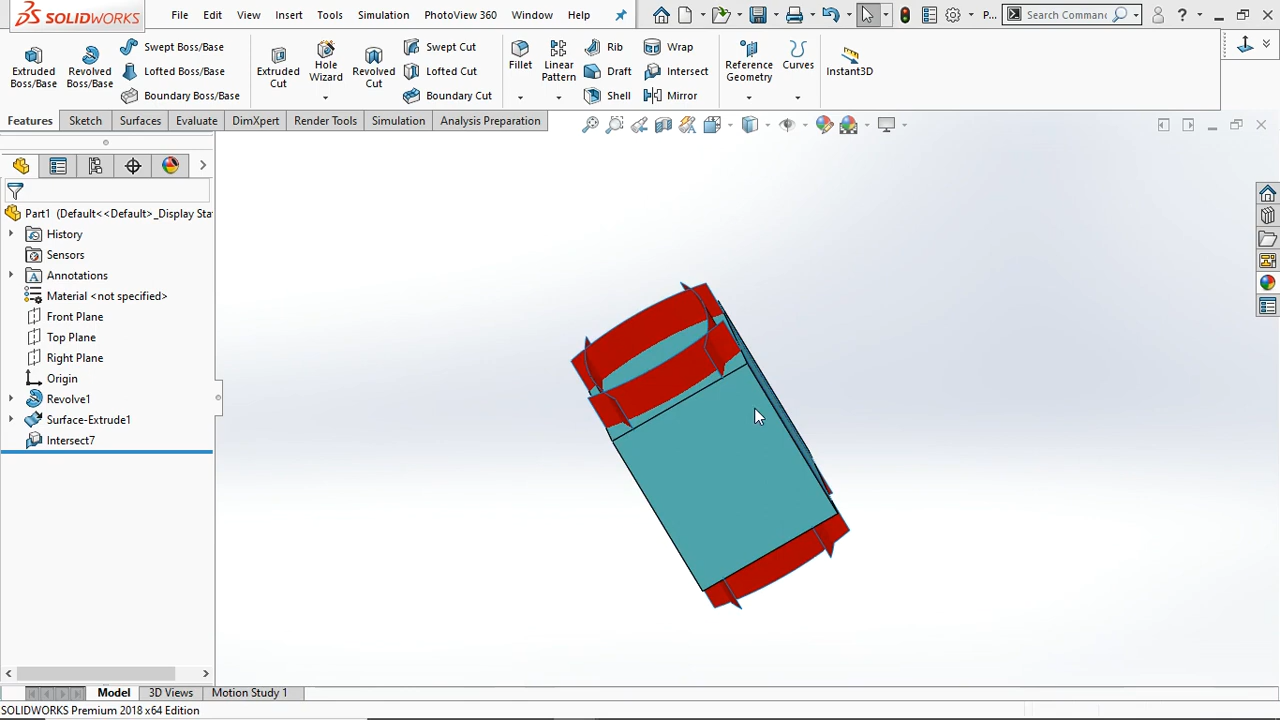 SOLIDWORKS File Edit View Insert Tools Simulation PhotoView 360 Window Help P... Search Commands ?
Extruded Boss/Base Revolved Boss/Base Swept Boss/Base Lofted Boss/Base Boundary Boss/Base Extruded Cut Hole Wizard Revolved Cut Swept Cut Lofted Cut Boundary Cut Fillet Linear Pattern Rib Draft Shell Wrap Intersect Mirror Reference Geometry Curves Instant3D
Features Sketch Surfaces Evaluate DimXpert Render Tools Simulation Analysis Preparation
Part1 (Default<<Default>_Display Sta
History
Sensors
Annotations
Material <not specified>
Front Plane
Top Plane
Right Plane
Origin
Revolve1
Surface-Extrude1
Intersect7
Model 3D Views Motion Study 1
SOLIDWORKS Premium 2018 x64 Edition